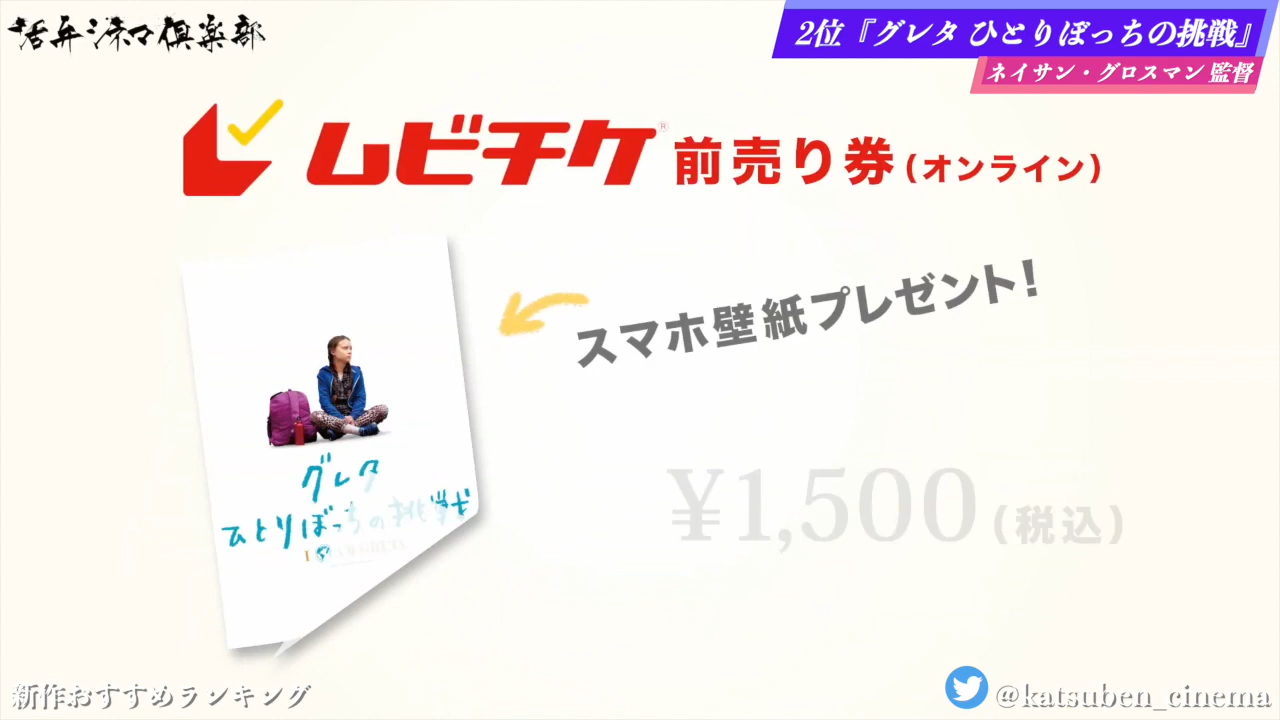 活弁シネマ倶楽部
2位『グレタ ひとりぼっちの挑戦』
ネイサン・グロスマン 監督
ムビチケ® 前売り券 (オンライン)
スマホ壁紙プレゼント!
グレタ
ひとりぼっちの挑戦
I AM GRETA
¥1,500 (税込)
新作おすすめランキング
@katsuben_cinema